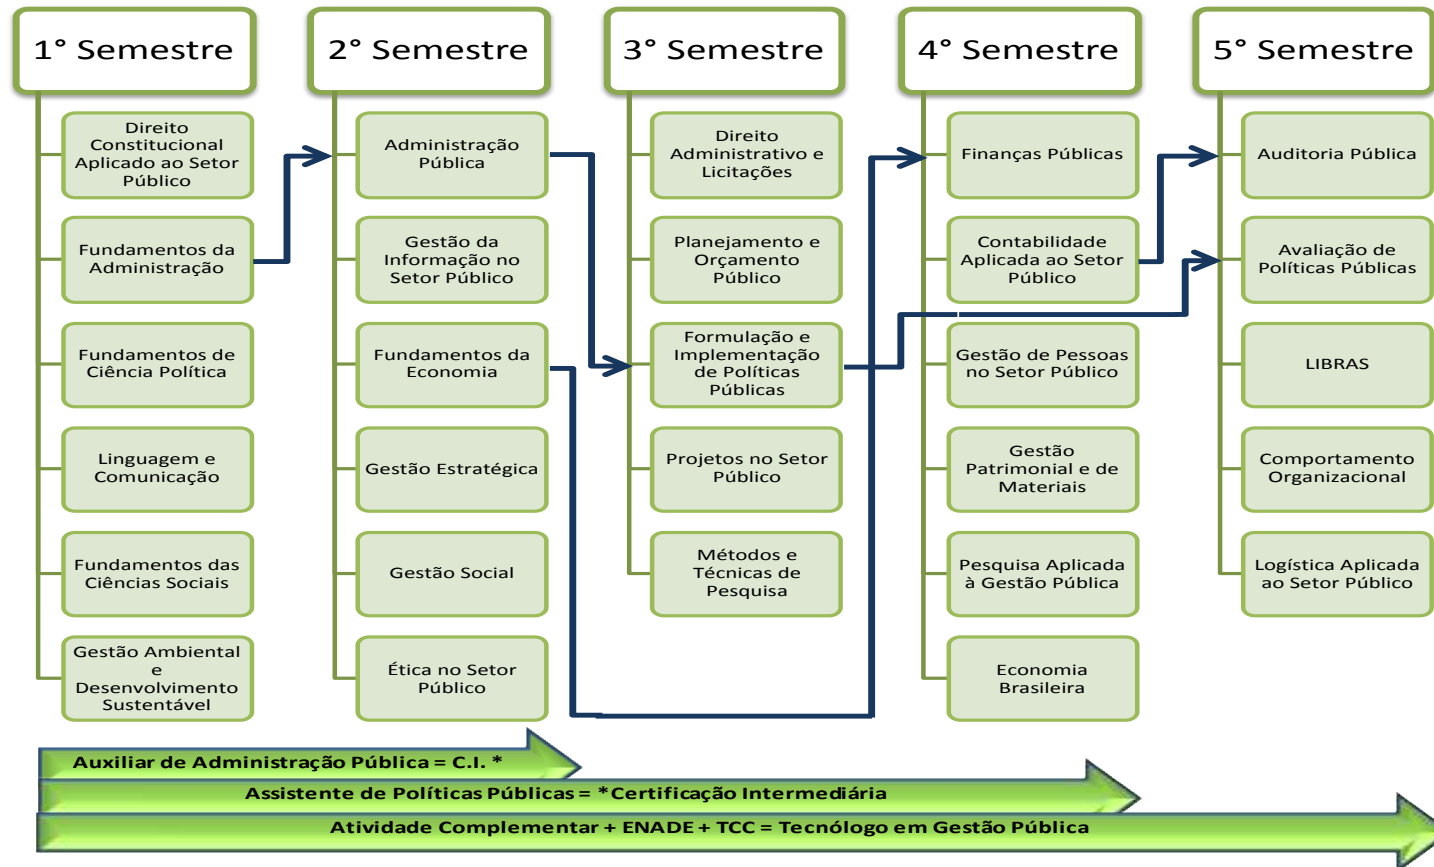 1° Semestre
Direito
Constitucional
Aplicado ao Setor
Público
Fundamentos da
Administração
Fundamentos de
Ciência Política
Linguagem e
Comunicação
Fundamentos das
Ciências Sociais
Gestão Ambiental
e
Desenvolvimento
Sustentável
2° Semestre
Administração
Pública
Gestão da
Informação no
Setor Público
Fundamentos da
Economia
Gestão Estratégica
Gestão Social
Ética no Setor
Público
3° Semestre
Direito
Administrativo e
Licitações
Planejamento e
Orçamento
Público
Formulação e
Implementação
de Políticas
Públicas
Projetos no Setor
Público
Métodos e
Técnicas de
Pesquisa
4° Semestre
Finanças Públicas
Contabilidade
Aplicada ao Setor
Público
Gestão de Pessoas
no Setor Público
Gestão
Patrimonial e de
Materiais
Pesquisa Aplicada
à Gestão Pública
Economia
Brasileira
5° Semestre
Auditoria Pública
Avaliação de
Políticas Públicas
LIBRAS
Comportamento
Organizacional
Logística Aplicada
ao Setor Público
Auxiliar de Administração Pública = C.I. *
Assistente de Políticas Públicas = *Certificação Intermediária
Atividade Complementar + ENADE + TCC = Tecnólogo em Gestão Pública